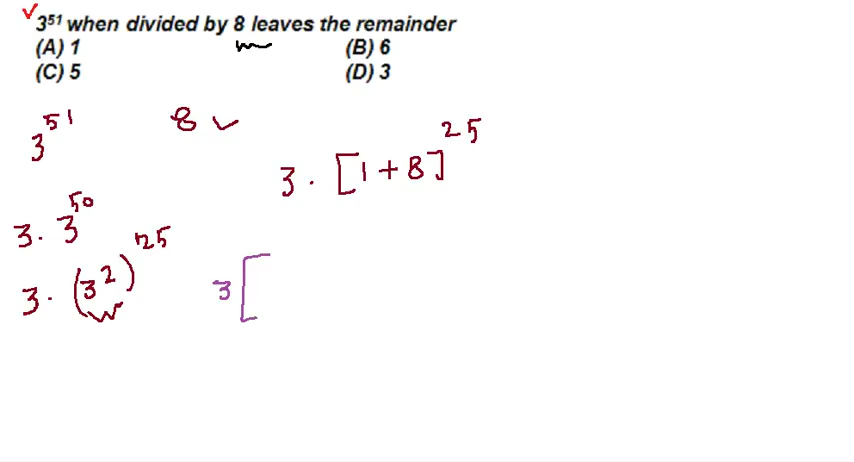 3⁵¹ when divided by 8 leaves the remainder
(A) 1 (B) 6
(C) 5 (D) 3
3⁵¹ 8
3 · [1 + 8]²⁵
3 · 3⁵⁰
3 · (3²)²⁵
3 [